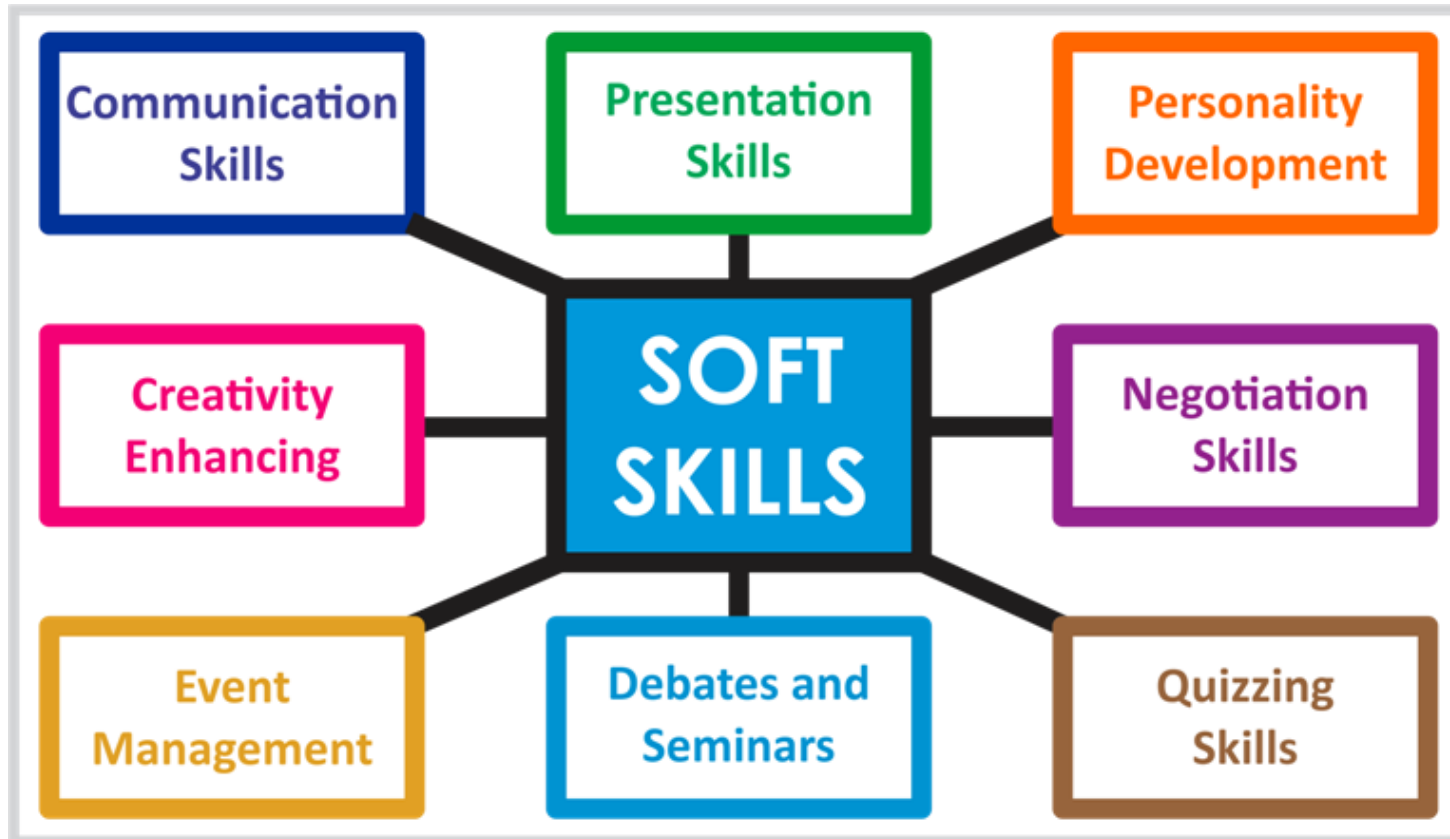 Communication
Skills
Presentation
Skills
Personality
Development
Creativity
Enhancing
SOFT
SKILLS
Negotiation
Skills
Event
Management
Debates and
Seminars
Quizzing
Skills